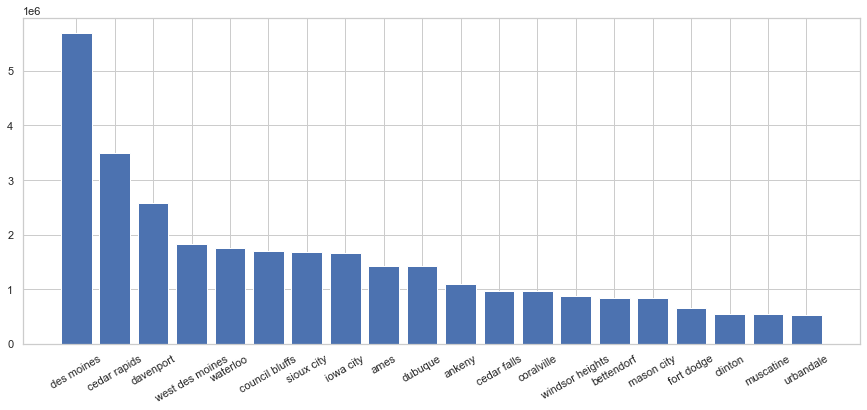 1e6
5
4
3
2
1
0
des moines
cedar rapids
davenport
west des moines
waterloo
council bluffs
sioux city
iowa city
ames
dubuque
ankeny
cedar falls
coralville
windsor heights
bettendorf
mason city
fort dodge
clinton
muscatine
urbandale